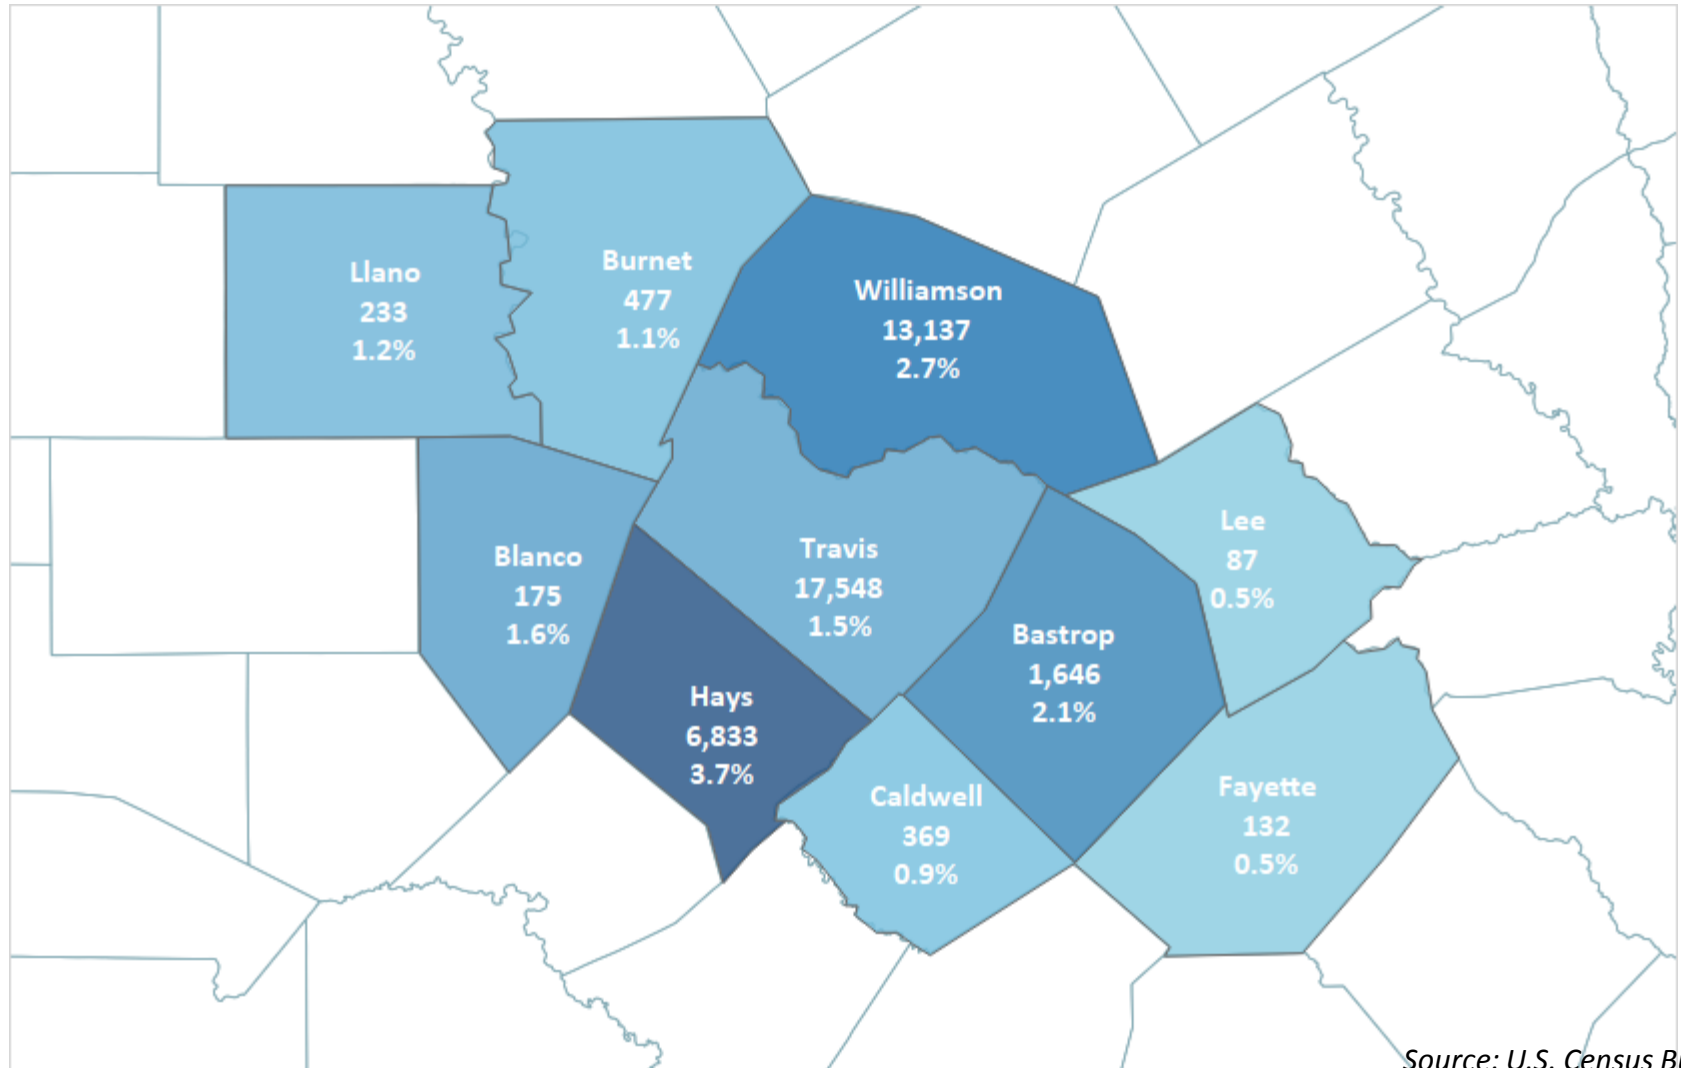 Llano
233
1.2%
Burnet
477
1.1%
Williamson
13,137
2.7%
Blanco
175
1.6%
Travis
17,548
1.5%
Lee
87
0.5%
Hays
6,833
3.7%
Bastrop
1,646
2.1%
Caldwell
369
0.9%
Fayette
132
0.5%
Source: U.S. Census